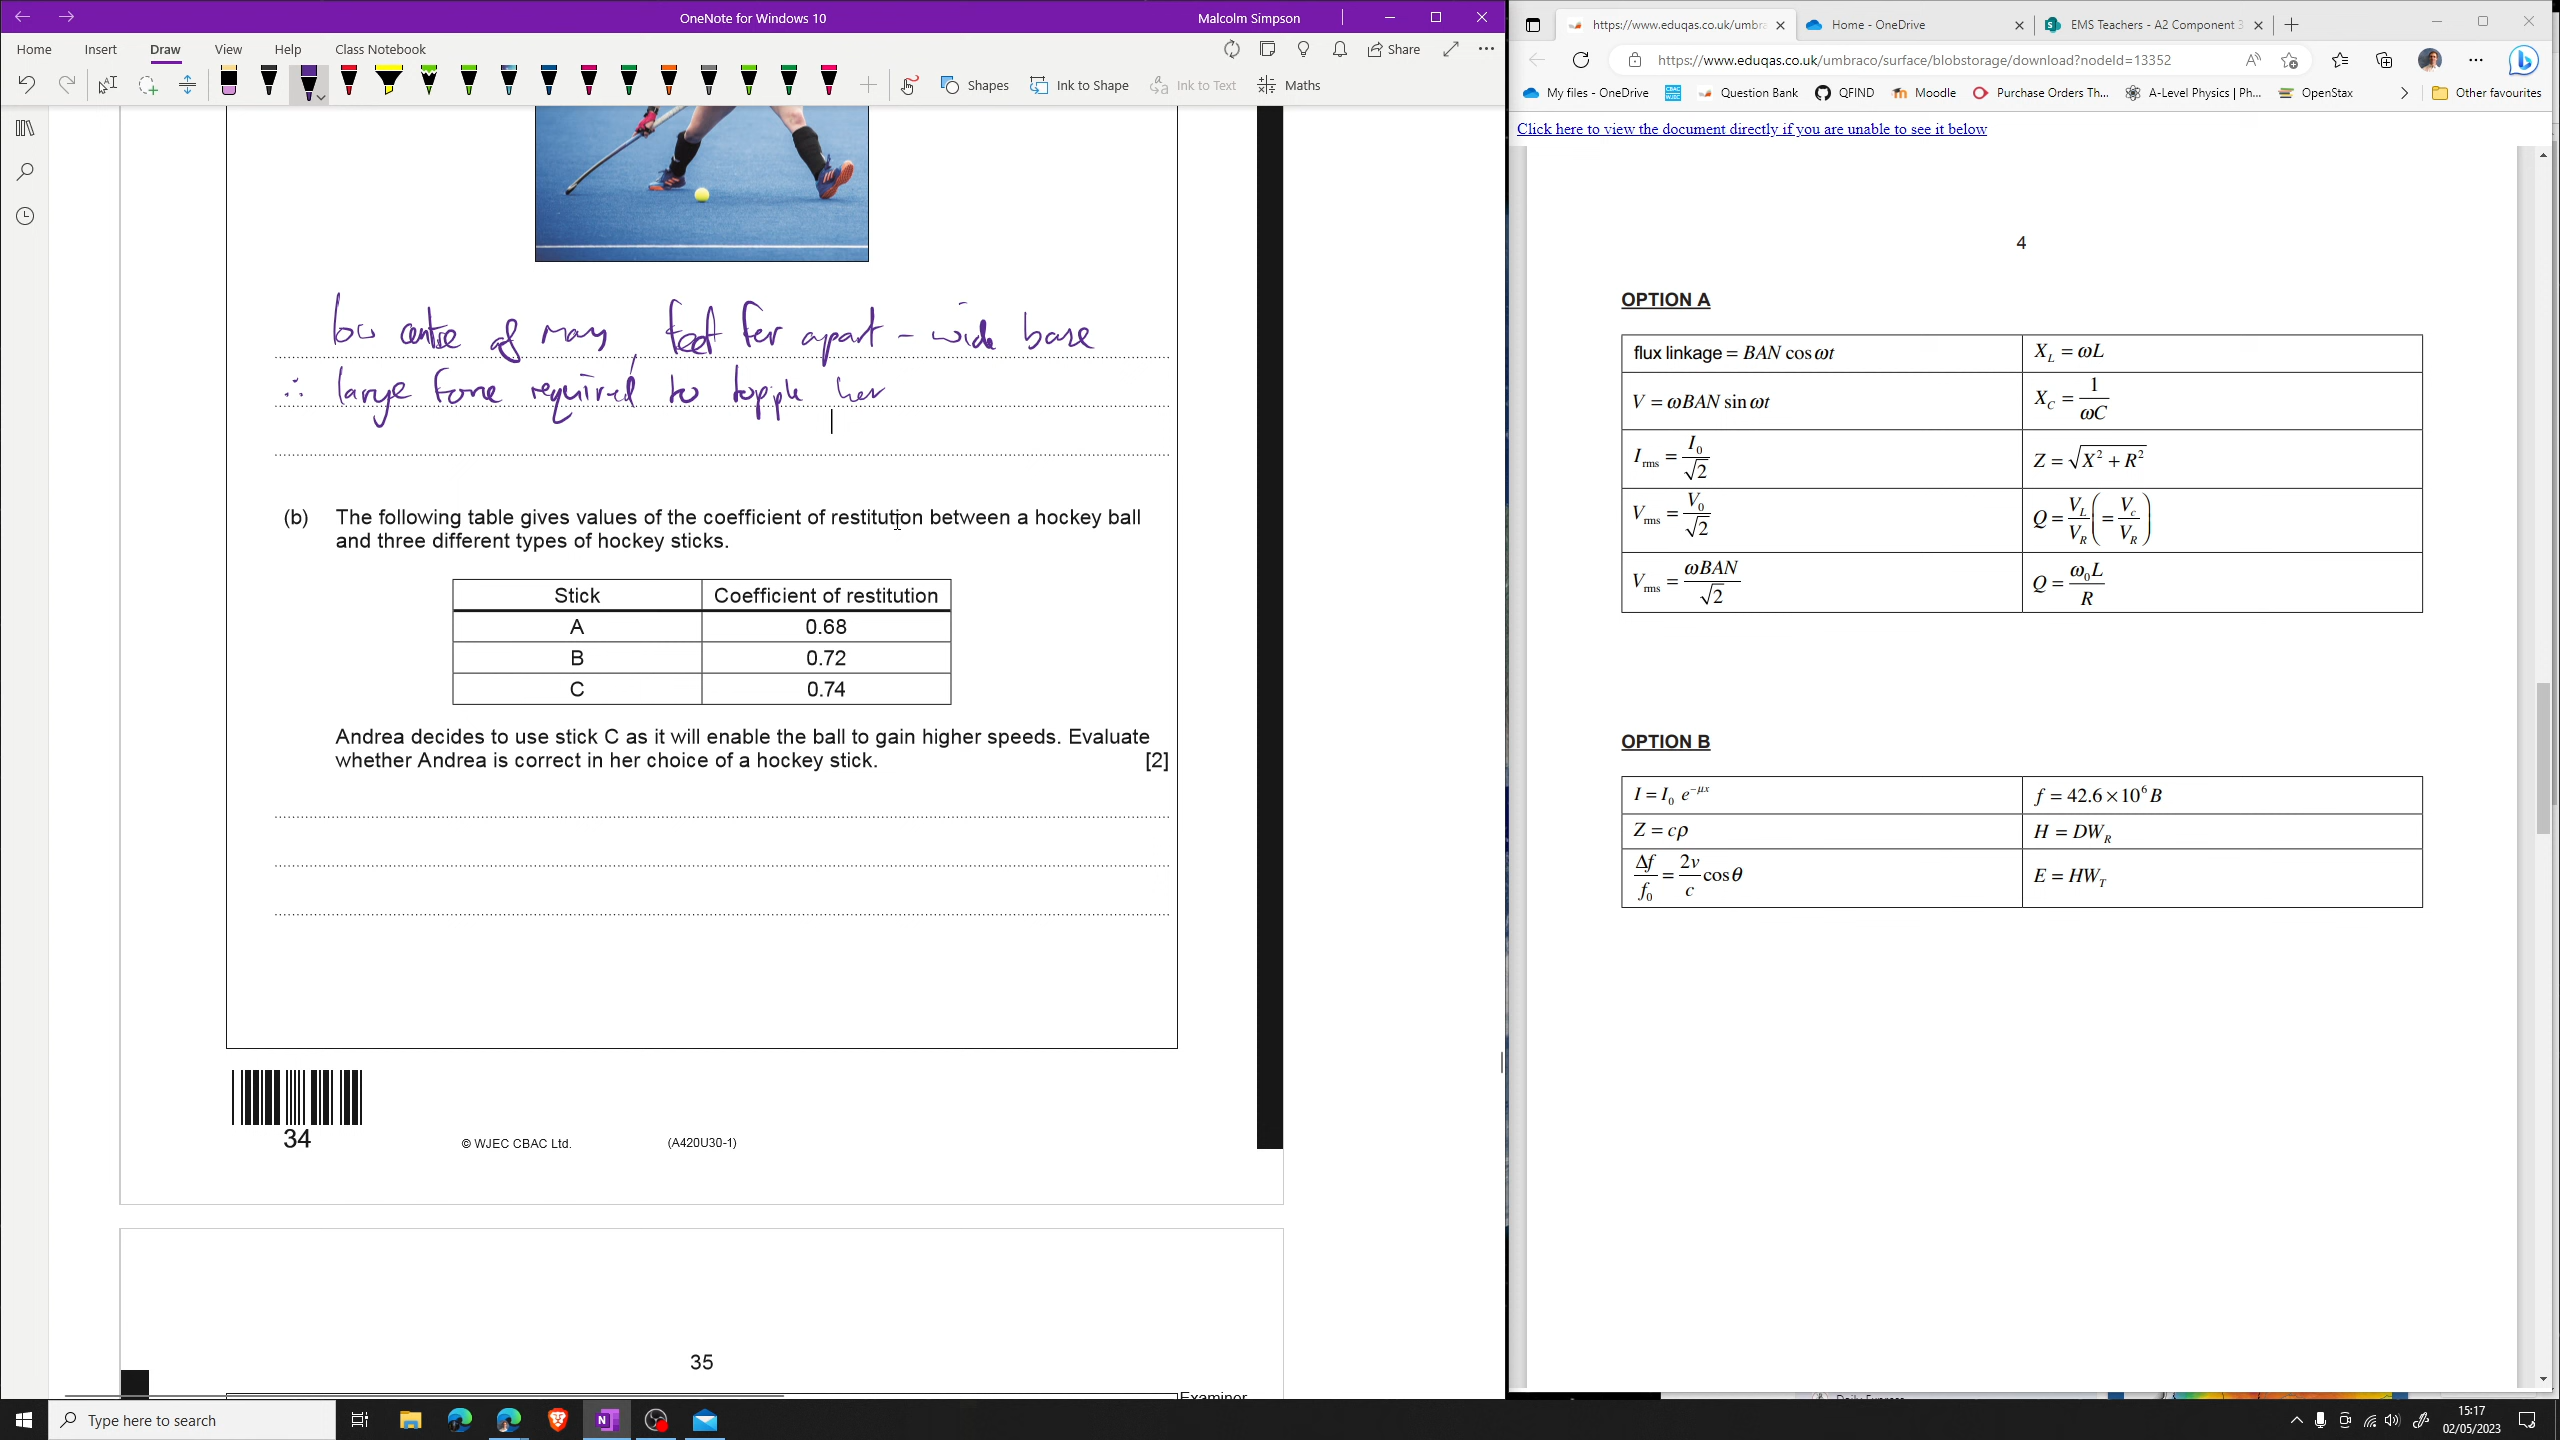 OneNote for Windows 10
Malcolm Simpson
Home Insert Draw View Help Class Notebook
Share
Shapes Ink to Shape Ink to Text Maths
low centre of mass, feet far apart - wide base
∴ large force required to topple her
(b) The following table gives values of the coefficient of restitution between a hockey ball
and three different types of hockey sticks.
Stick Coefficient of restitution
A 0.68
B 0.72
C 0.74
Andrea decides to use stick C as it will enable the ball to gain higher speeds. Evaluate
whether Andrea is correct in her choice of a hockey stick. [2]
34
© WJEC CBAC Ltd. (A420U30-1)
35
Examiner
https://www.eduqas.co.uk/umbra Home - OneDrive EMS Teachers - A2 Component 3
https://www.eduqas.co.uk/umbraco/surface/blobstorage/download?nodeId=13352
My files - OneDrive Question Bank QFIND Moodle Purchase Orders Th... A-Level Physics | Ph... OpenStax Other favourites
Click here to view the document directly if you are unable to see it below
4
OPTION A
flux linkage = BAN cos ωt X_L = ωL
V = ωBAN sin ωt X_C = 1/ωC
I_rms = I_0/√2 Z = √(X² + R²)
V_rms = V_0/√2 Q = V_L/V_R (= V_c/V_R)
V_rms = ωBAN/√2 Q = ω_0L/R
OPTION B
I = I_0 e^−μx f = 42.6 × 10⁶ B
Z = cρ H = DW_R
Δf/f_0 = 2v/c cos θ E = HW_T
Type here to search
15:17
02/05/2023